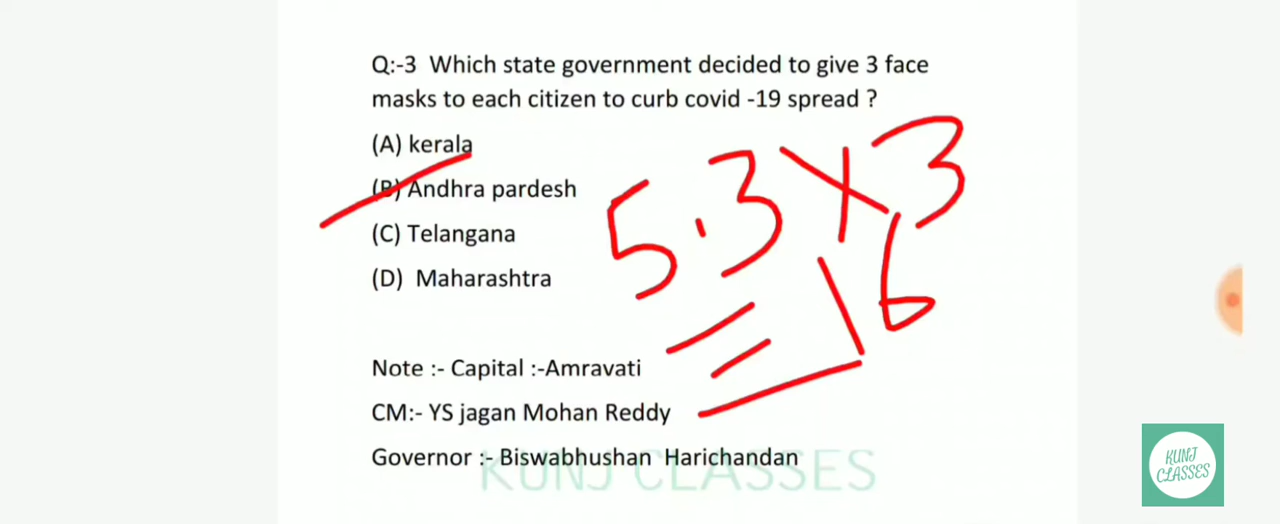 Q:-3 Which state government decided to give 3 face
masks to each citizen to curb covid -19 spread ?
(A) kerala
(B) Andhra pardesh
(C) Telangana
(D) Maharashtra
5.3 x 3
= 16
Note :- Capital :-Amravati
CM:- YS jagan Mohan Reddy
Governor :- Biswabhushan Harichandan
KUNJ CLASSES
KUNJ
CLASSES